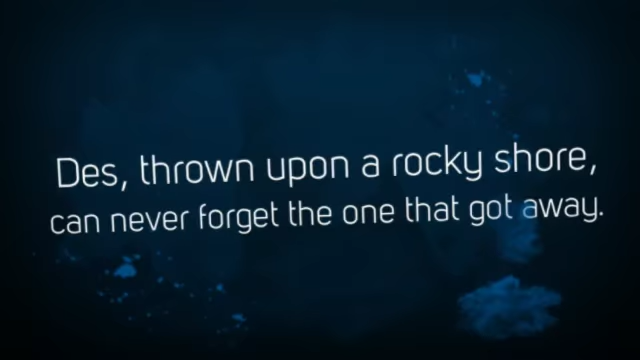 Des, thrown upon a rocky shore,
can never forget the one that got away.